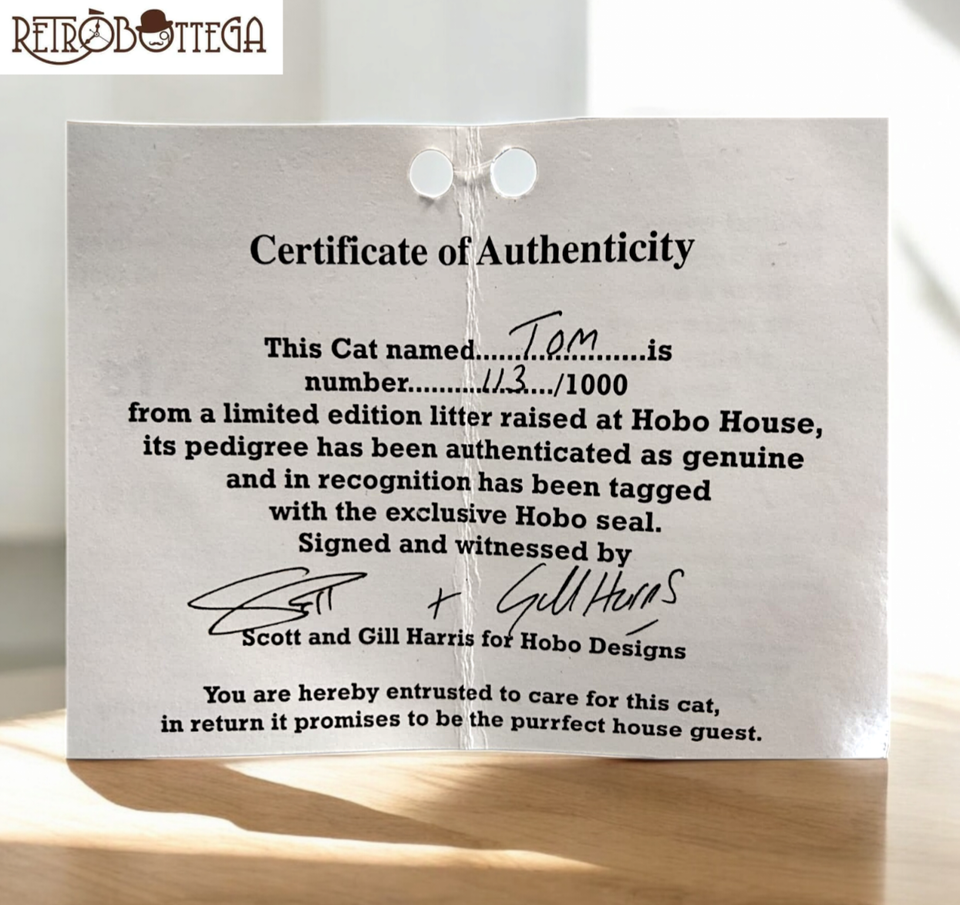 RETROBOTTEGA
Certificate of Authenticity
This Cat named......Tom......is
number.........113..../1000
from a limited edition litter raised at Hobo House,
its pedigree has been authenticated as genuine
and in recognition has been tagged
with the exclusive Hobo seal.
Signed and witnessed by
Scott + Gill Harris
Scott and Gill Harris for Hobo Designs
You are hereby entrusted to care for this cat,
in return it promises to be the purrfect house guest.